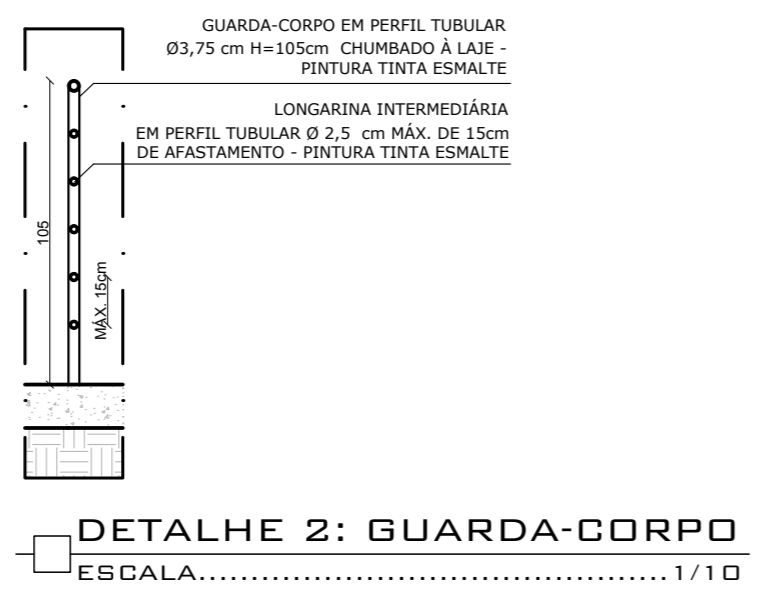 GUARDA-CORPO EM PERFIL TUBULAR
Ø3,75 cm H=105cm CHUMBADO À LAJE -
PINTURA TINTA ESMALTE
LONGARINA INTERMEDIÁRIA
EM PERFIL TUBULAR Ø 2,5 cm MÁX. DE 15cm
DE AFASTAMENTO - PINTURA TINTA ESMALTE
105
MÁX. 15cm
DETALHE 2: GUARDA-CORPO
ESCALA.............................................1/10